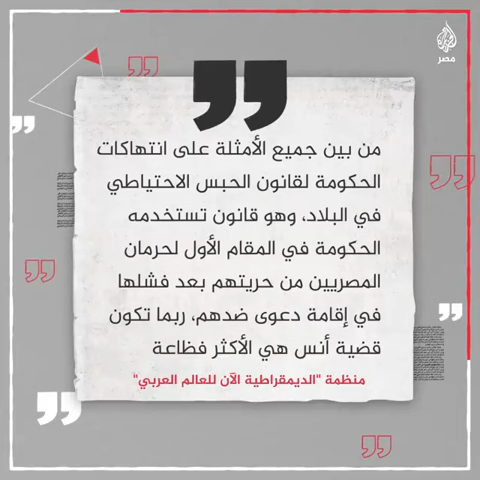 مصر
من بين جميع الأمثلة على انتهاكات
الحكومة لقانون الحبس الاحتياطي
في البلاد، وهو قانون تستخدمه
الحكومة في المقام الأول لحرمان
المصريين من حريتهم بعد فشلها
في إقامة دعوى ضدهم، ربما تكون
قضية أنس هي الأكثر فظاعة
منظمة "الديمقراطية الآن للعالم العربي"